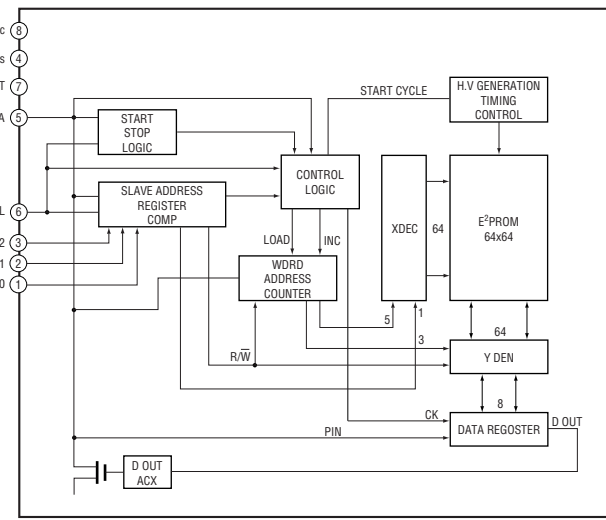 c 8
s 4
T 7
A 5
L 6
2 3
1 2
0 1
START
STOP
LOGIC
SLAVE ADDRESS
REGISTER
COMP
START CYCLE
H.V GENERATION
TIMING
CONTROL
CONTROL
LOGIC
LOAD
INC
WDRD
ADDRESS
COUNTER
XDEC
64
E²PROM
64x64
5
1
3
64
R/W̅
Y DEN
8
CK
PIN
DATA REGOSTER
D OUT
D OUT
ACX